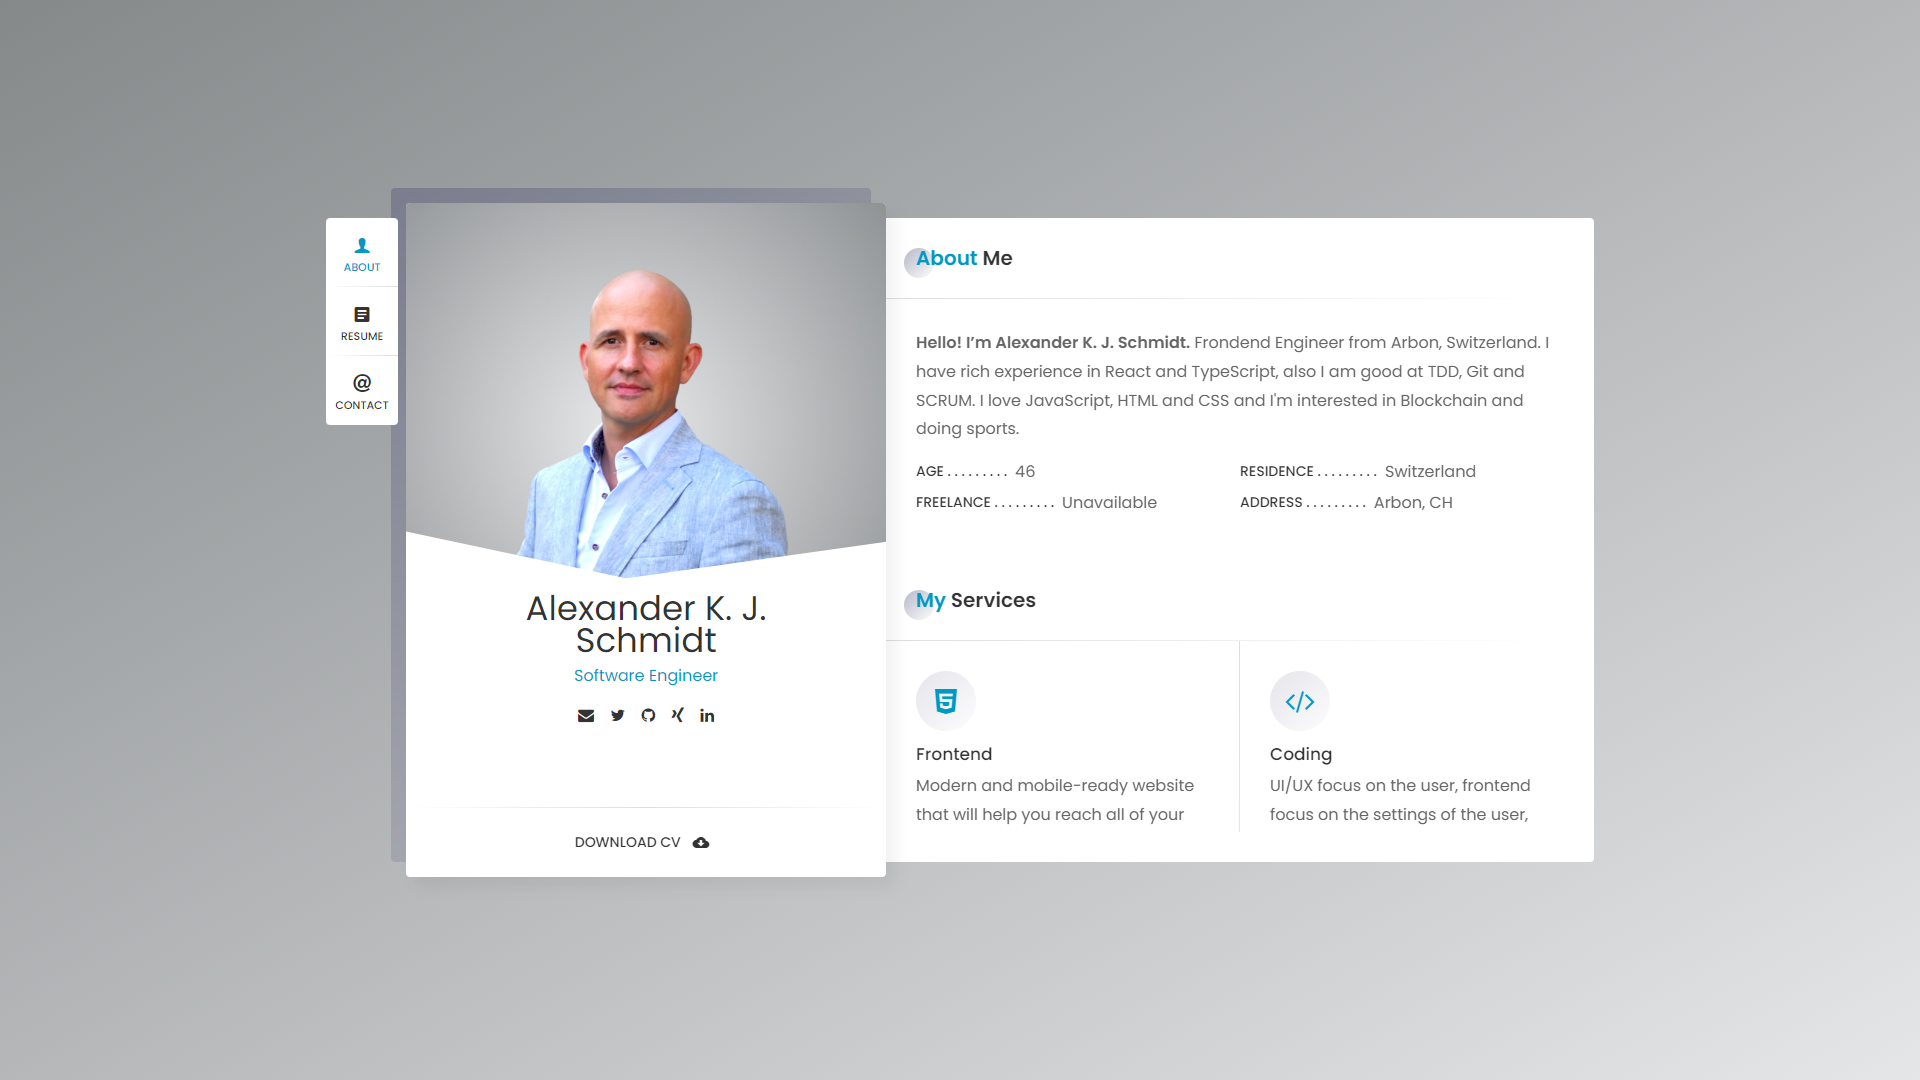 ABOUT
RESUME
@
CONTACT
Alexander K. J.
Schmidt
Software Engineer
in
DOWNLOAD CV
About Me
Hello! I’m Alexander K. J. Schmidt. Frondend Engineer from Arbon, Switzerland. I
have rich experience in React and TypeScript, also I am good at TDD, Git and
SCRUM. I love JavaScript, HTML and CSS and I'm interested in Blockchain and
doing sports.
AGE . . . . . . . . . 46
RESIDENCE . . . . . . . . . Switzerland
FREELANCE . . . . . . . . . Unavailable
ADDRESS . . . . . . . . . Arbon, CH
My Services
5
Frontend
Modern and mobile-ready website
that will help you reach all of your
</>
Coding
UI/UX focus on the user, frontend
focus on the settings of the user,